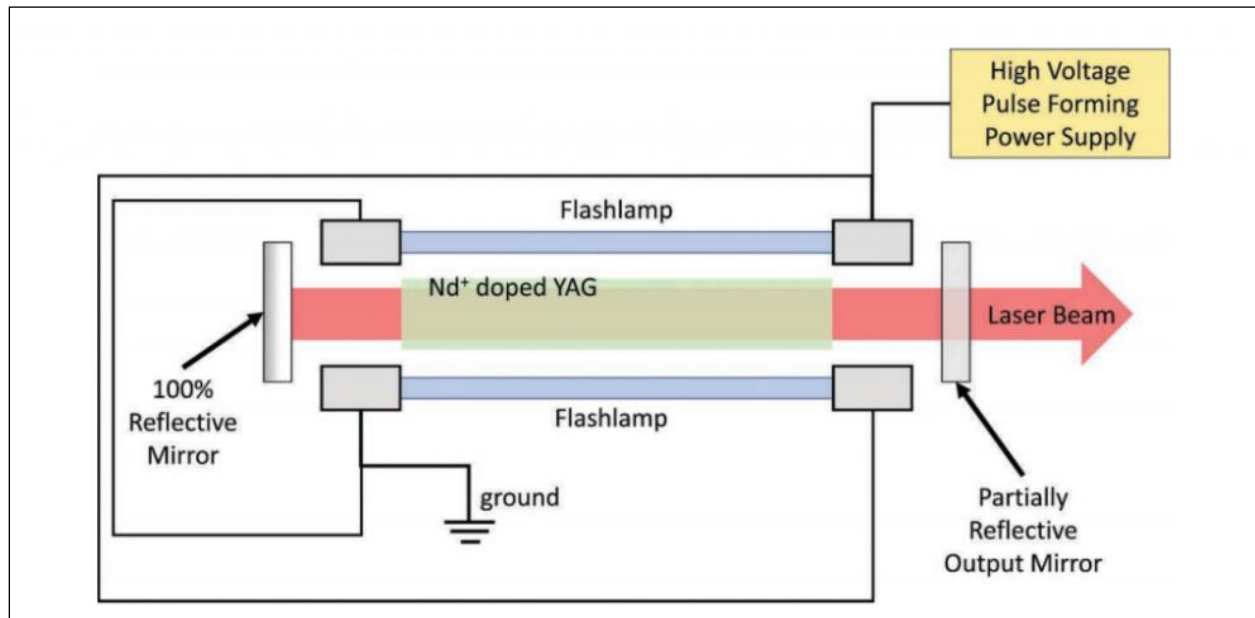 High Voltage
Pulse Forming
Power Supply
Flashlamp
Nd⁺ doped YAG
Laser Beam
100%
Reflective
Mirror
Flashlamp
ground
Partially
Reflective
Output Mirror